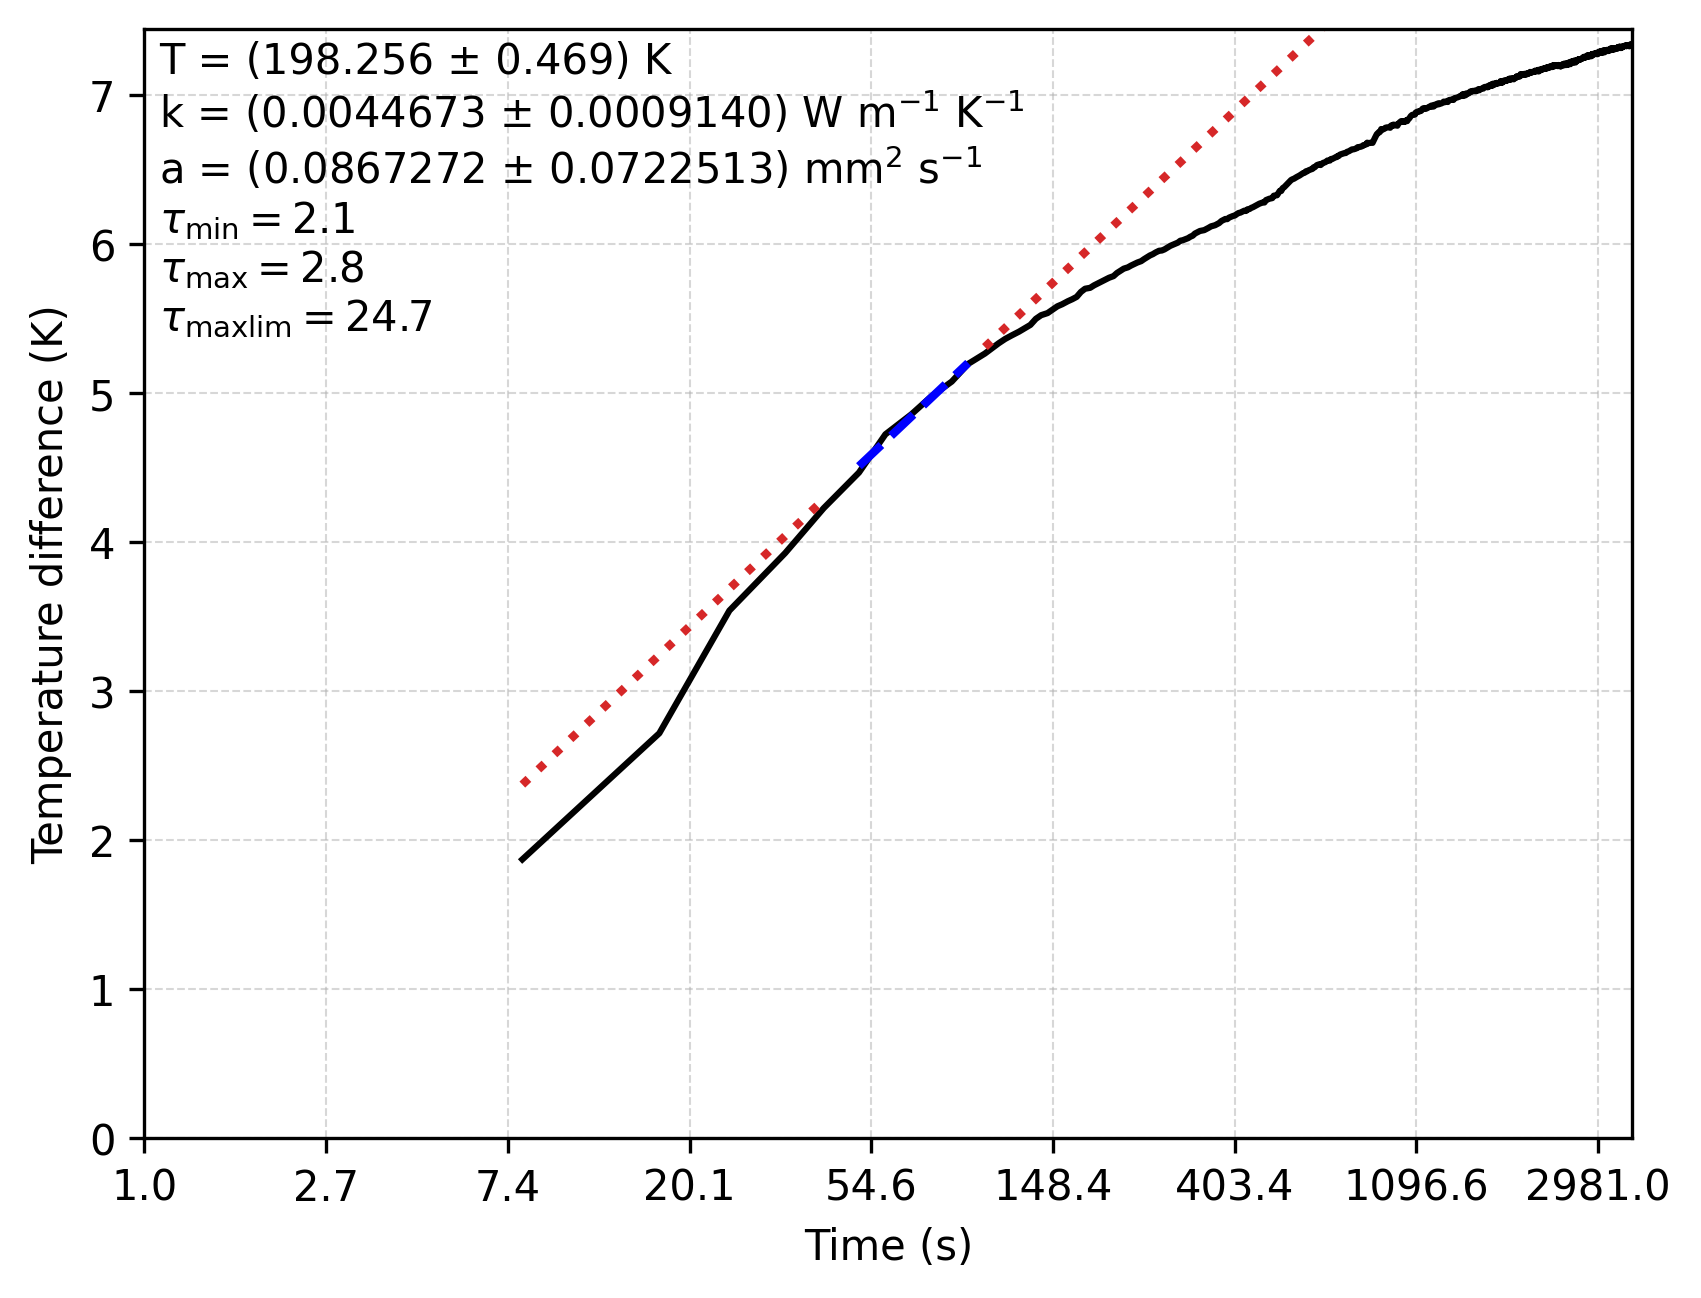 T = (198.256 ± 0.469) K
k = (0.0044673 ± 0.0009140) W m⁻¹ K⁻¹
a = (0.0867272 ± 0.0722513) mm² s⁻¹
τmin = 2.1
τmax = 2.8
τmaxlim = 24.7
Temperature difference (K)
7
6
5
4
3
2
1
0
1.0 2.7 7.4 20.1 54.6 148.4 403.4 1096.6 2981.0
Time (s)